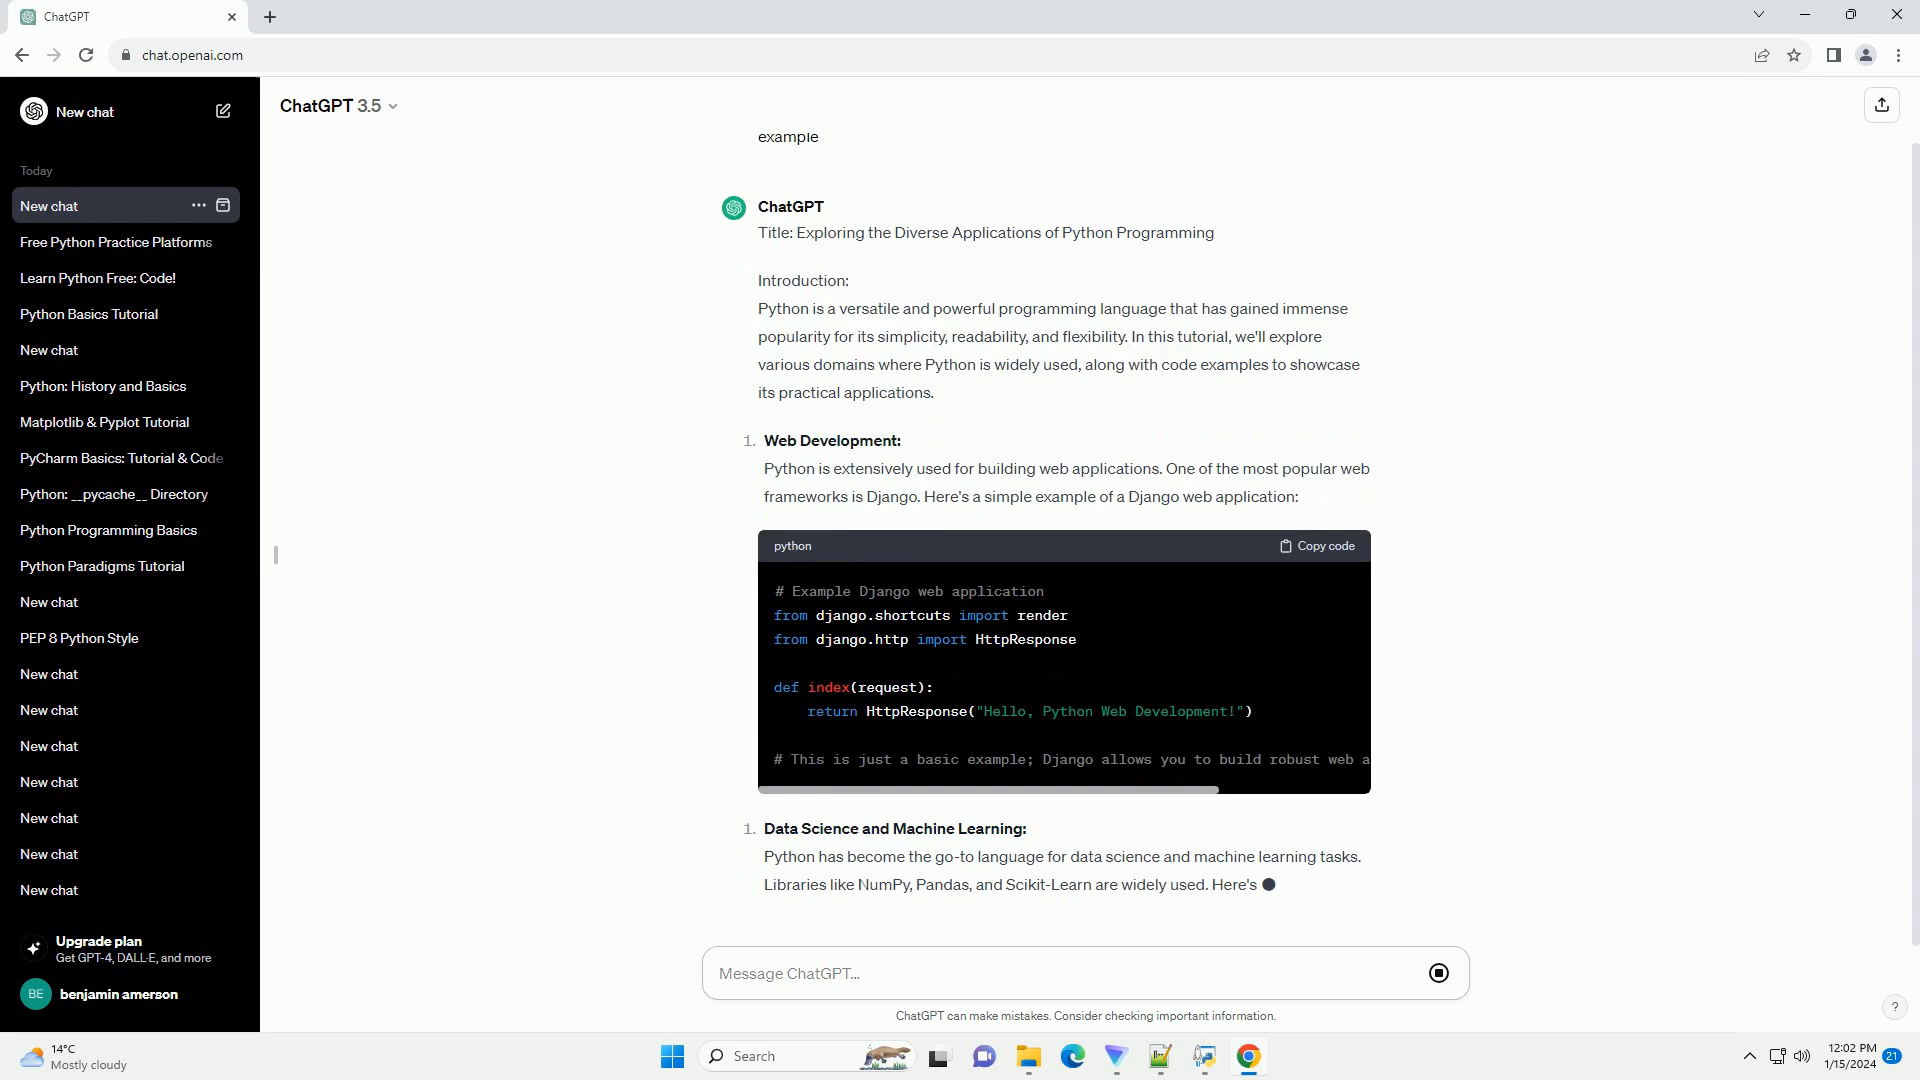 ChatGPT
chat.openai.com
New chat
Today
New chat
Free Python Practice Platforms
Learn Python Free: Code!
Python Basics Tutorial
New chat
Python: History and Basics
Matplotlib & Pyplot Tutorial
PyCharm Basics: Tutorial & Code
Python: __pycache__ Directory
Python Programming Basics
Python Paradigms Tutorial
New chat
PEP 8 Python Style
New chat
New chat
New chat
New chat
New chat
New chat
New chat
Upgrade plan
Get GPT-4, DALL·E, and more
BE benjamin amerson
ChatGPT 3.5
example
ChatGPT
Title: Exploring the Diverse Applications of Python Programming
Introduction:
Python is a versatile and powerful programming language that has gained immense
popularity for its simplicity, readability, and flexibility. In this tutorial, we'll explore
various domains where Python is widely used, along with code examples to showcase
its practical applications.
1. Web Development:
Python is extensively used for building web applications. One of the most popular web
frameworks is Django. Here's a simple example of a Django web application:
python Copy code
# Example Django web application
from django.shortcuts import render
from django.http import HttpResponse
def index(request):
    return HttpResponse("Hello, Python Web Development!")
# This is just a basic example; Django allows you to build robust web a
1. Data Science and Machine Learning:
Python has become the go-to language for data science and machine learning tasks.
Libraries like NumPy, Pandas, and Scikit-Learn are widely used. Here's
Message ChatGPT...
ChatGPT can make mistakes. Consider checking important information.
?
14°C
Mostly cloudy
Search
12:02 PM
1/15/2024
21